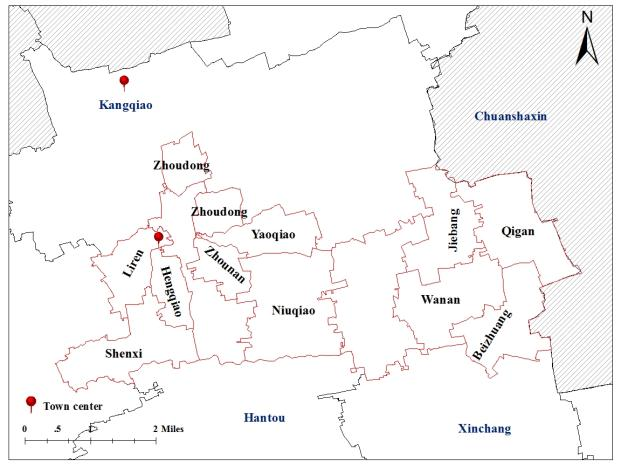 N
Kangqiao
Chuanshaxin
Zhoudong
Zhoudong
Yaoqiao
Jiebang
Qigan
Liren
Hengqiao
Zhounan
Niuqiao
Wanan
Beizhuang
Shenxi
Town center
Hantou
Xinchang
0 .5 1 2 Miles